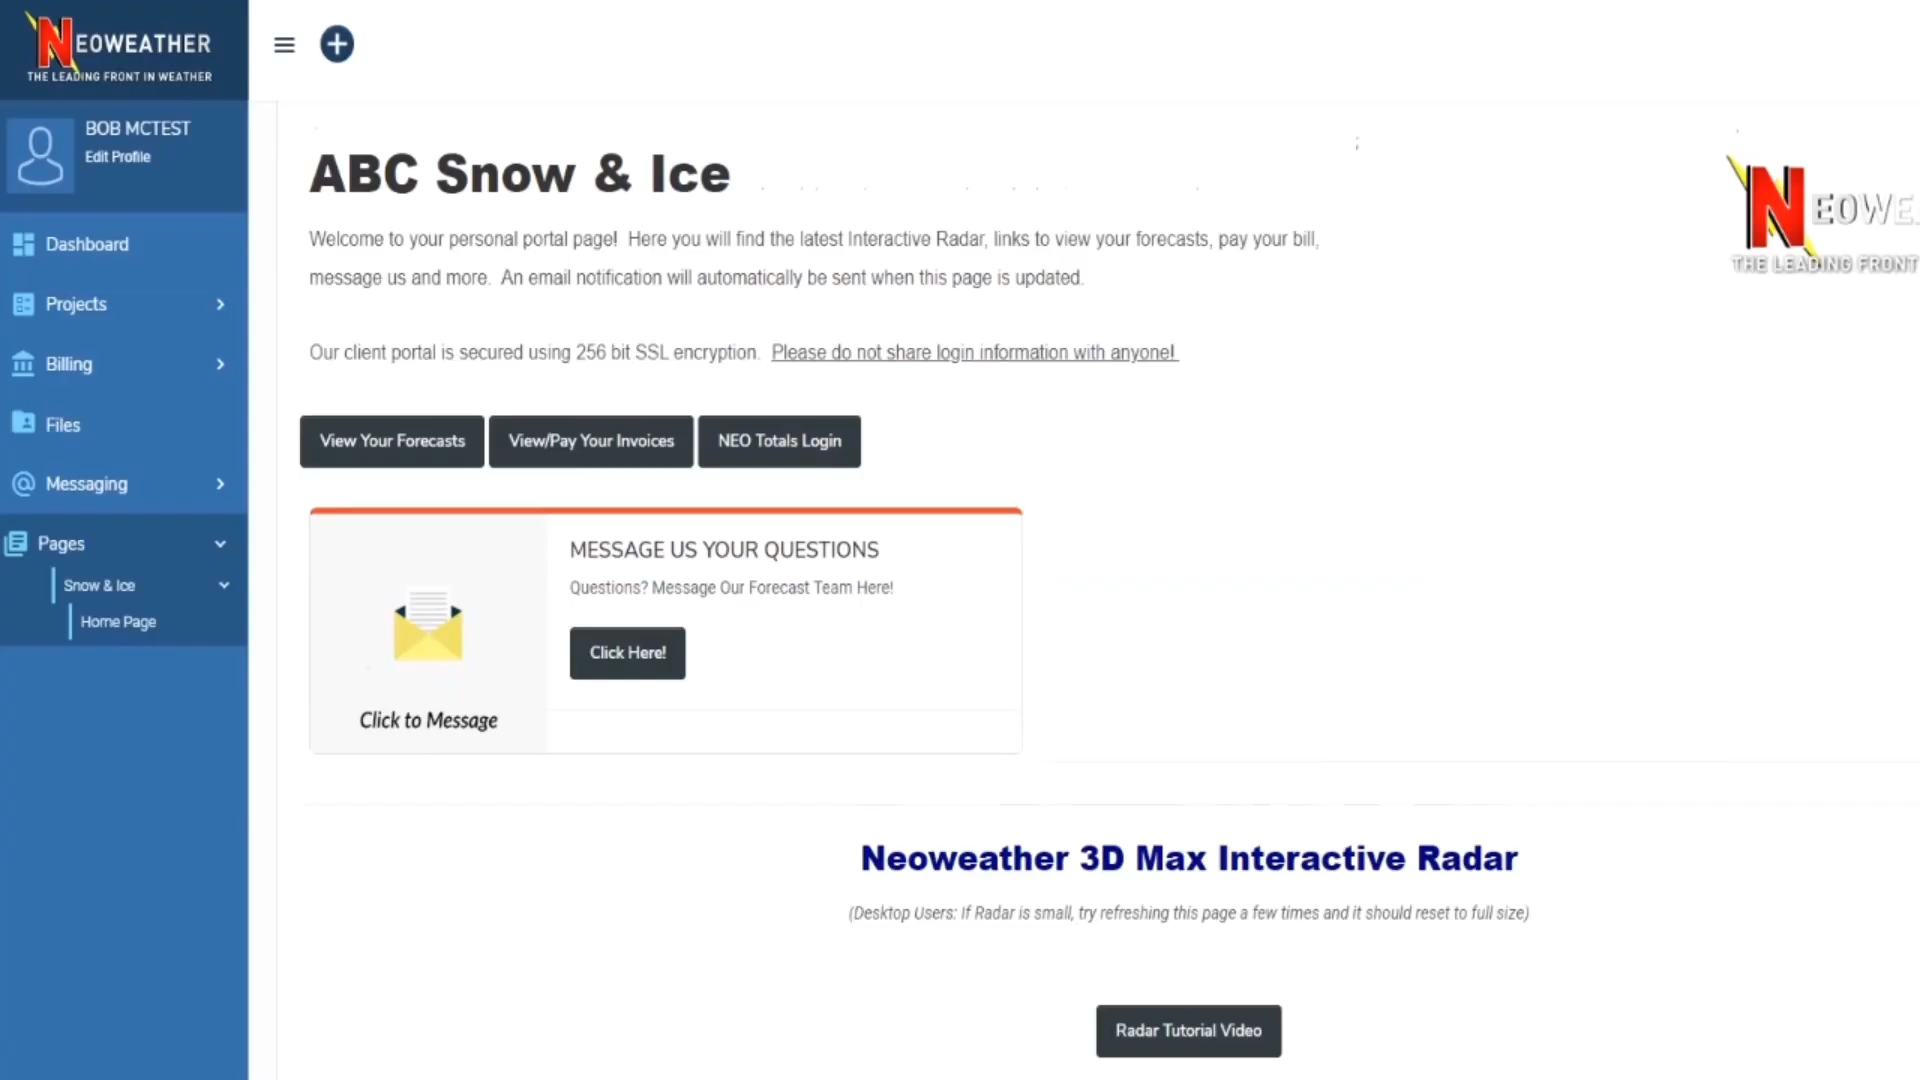 NEOWEATHER
THE LEADING FRONT IN WEATHER
BOB MCTEST
Edit Profile
Dashboard
Projects
Billing
Files
Messaging
Pages
Snow & Ice
Home Page
ABC Snow & Ice
Welcome to your personal portal page!  Here you will find the latest Interactive Radar, links to view your forecasts, pay your bill,
message us and more.  An email notification will automatically be sent when this page is updated.
Our client portal is secured using 256 bit SSL encryption.  Please do not share login information with anyone!
View Your Forecasts
View/Pay Your Invoices
NEO Totals Login
MESSAGE US YOUR QUESTIONS
Questions? Message Our Forecast Team Here!
Click Here!
Click to Message
NEOWE
THE LEADING FRONT
Neoweather 3D Max Interactive Radar
(Desktop Users: If Radar is small, try refreshing this page a few times and it should reset to full size)
Radar Tutorial Video